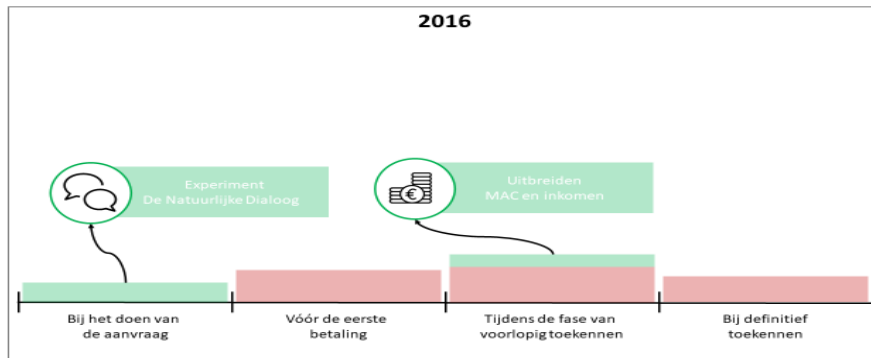 2016
Experiment
De Natuurlijke Dialoog
Uitbreiden
MAC en inkomen
€
Bij het doen van
de aanvraag
Vóór de eerste
betaling
Tijdens de fase van
voorlopig toekennen
Bij definitief
toekennen